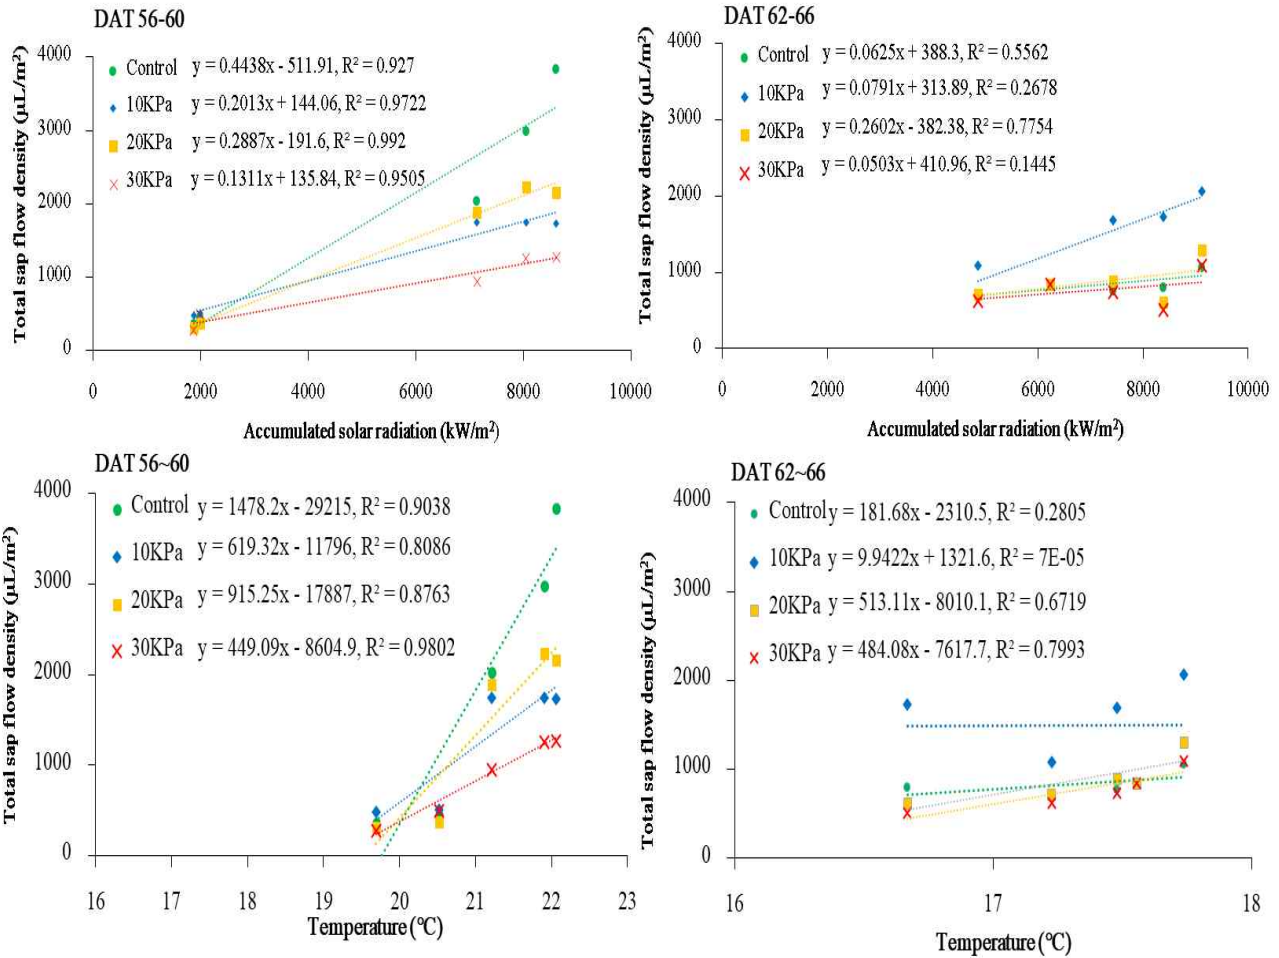 DAT 56-60
Total sap flow density (µL/m²)
4000
3000
2000
1000
0
Control y = 0.4438x - 511.91, R² = 0.927
10KPa y = 0.2013x + 144.06, R² = 0.9722
20KPa y = 0.2887x - 191.6, R² = 0.992
30KPa y = 0.1311x + 135.84, R² = 0.9505
0 2000 4000 6000 8000 10000
Accumulated solar radiation (kW/m²)
DAT 62-66
Total sap flow density (µL/m²)
4000
3000
2000
1000
0
Control y = 0.0625x + 388.3, R² = 0.5562
10KPa y = 0.0791x + 313.89, R² = 0.2678
20KPa y = 0.2602x - 382.38, R² = 0.7754
30KPa y = 0.0503x + 410.96, R² = 0.1445
0 2000 4000 6000 8000 10000
Accumulated solar radiation (kW/m²)
DAT 56~60
Total sap flow density (µL/m²)
4000
3000
2000
1000
0
Control y = 1478.2x - 29215, R² = 0.9038
10KPa y = 619.32x - 11796, R² = 0.8086
20KPa y = 915.25x - 17887, R² = 0.8763
30KPa y = 449.09x - 8604.9, R² = 0.9802
16 17 18 19 20 21 22 23
Temperature (℃)
DAT 62~66
Total sap flow density (µL/m²)
4000
3000
2000
1000
0
Control y = 181.68x - 2310.5, R² = 0.2805
10KPa y = 9.9422x + 1321.6, R² = 7E-05
20KPa y = 513.11x - 8010.1, R² = 0.6719
30KPa y = 484.08x - 7617.7, R² = 0.7993
16 17 18
Temperature (℃)